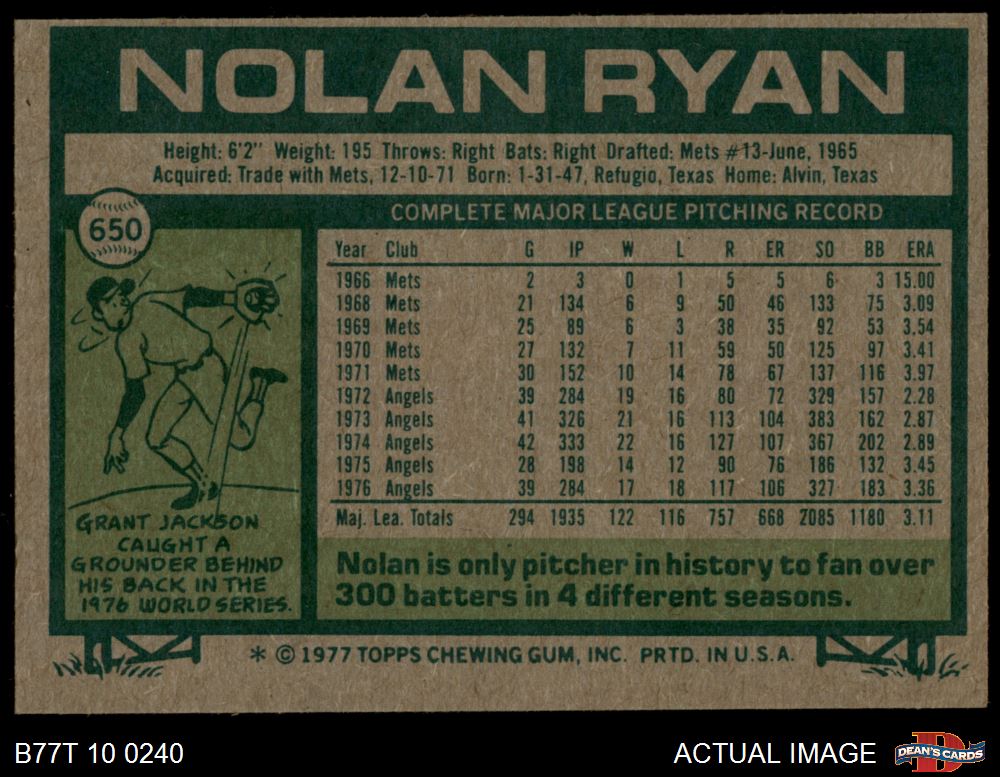 NOLAN RYAN
Height: 6'2" Weight: 195 Throws: Right Bats: Right Drafted: Mets #13-June, 1965
Acquired: Trade with Mets, 12-10-71 Born: 1-31-47, Refugio, Texas Home: Alvin, Texas
650
COMPLETE MAJOR LEAGUE PITCHING RECORD
Year Club G IP W L R ER SO BB ERA
1966 Mets 2 3 0 1 5 5 6 3 15.00
1968 Mets 21 134 6 9 50 46 133 75 3.09
1969 Mets 25 89 6 3 38 35 92 53 3.54
1970 Mets 27 132 7 11 59 50 125 97 3.41
1971 Mets 30 152 10 14 78 67 137 116 3.97
1972 Angels 39 284 19 16 80 72 329 157 2.28
1973 Angels 41 326 21 16 113 104 383 162 2.87
1974 Angels 42 333 22 16 127 107 367 202 2.89
1975 Angels 28 198 14 12 90 76 186 132 3.45
1976 Angels 39 284 17 18 117 106 327 183 3.36
Maj. Lea. Totals 294 1935 122 116 757 668 2085 1180 3.11
GRANT JACKSON
CAUGHT A
GROUNDER BEHIND
HIS BACK IN THE
1976 WORLD SERIES.
Nolan is only pitcher in history to fan over
300 batters in 4 different seasons.
* © 1977 TOPPS CHEWING GUM, INC. PRTD. IN U.S.A.
B77T 10 0240
ACTUAL IMAGE
D
DEAN'S CARDS